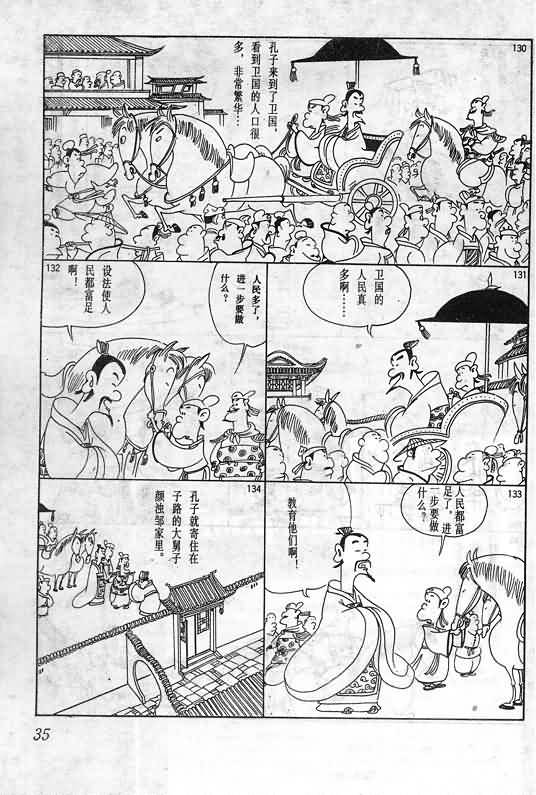 130
孔子来到了卫国，
看到卫国的人口很
多，非常繁华…
131
卫国的
人民真
多啊……
132
人民多了，
进一步要做
什么？
设法使人
民都富足
啊！
133
人民都富
足了，进
一步要做
什么？
教育他们啊！
134
孔子就寄住在
子路的大舅子
颜浊邹家里。
35